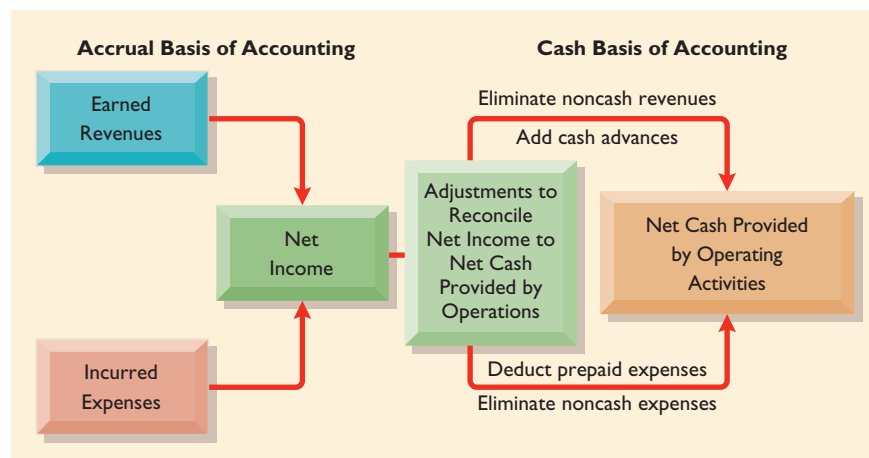 Accrual Basis of Accounting
Cash Basis of Accounting
Earned
Revenues
Eliminate noncash revenues
Add cash advances
Net
Income
Adjustments to
Reconcile
Net Income to
Net Cash
Provided by
Operations
Net Cash Provided
by Operating
Activities
Incurred
Expenses
Deduct prepaid expenses
Eliminate noncash expenses